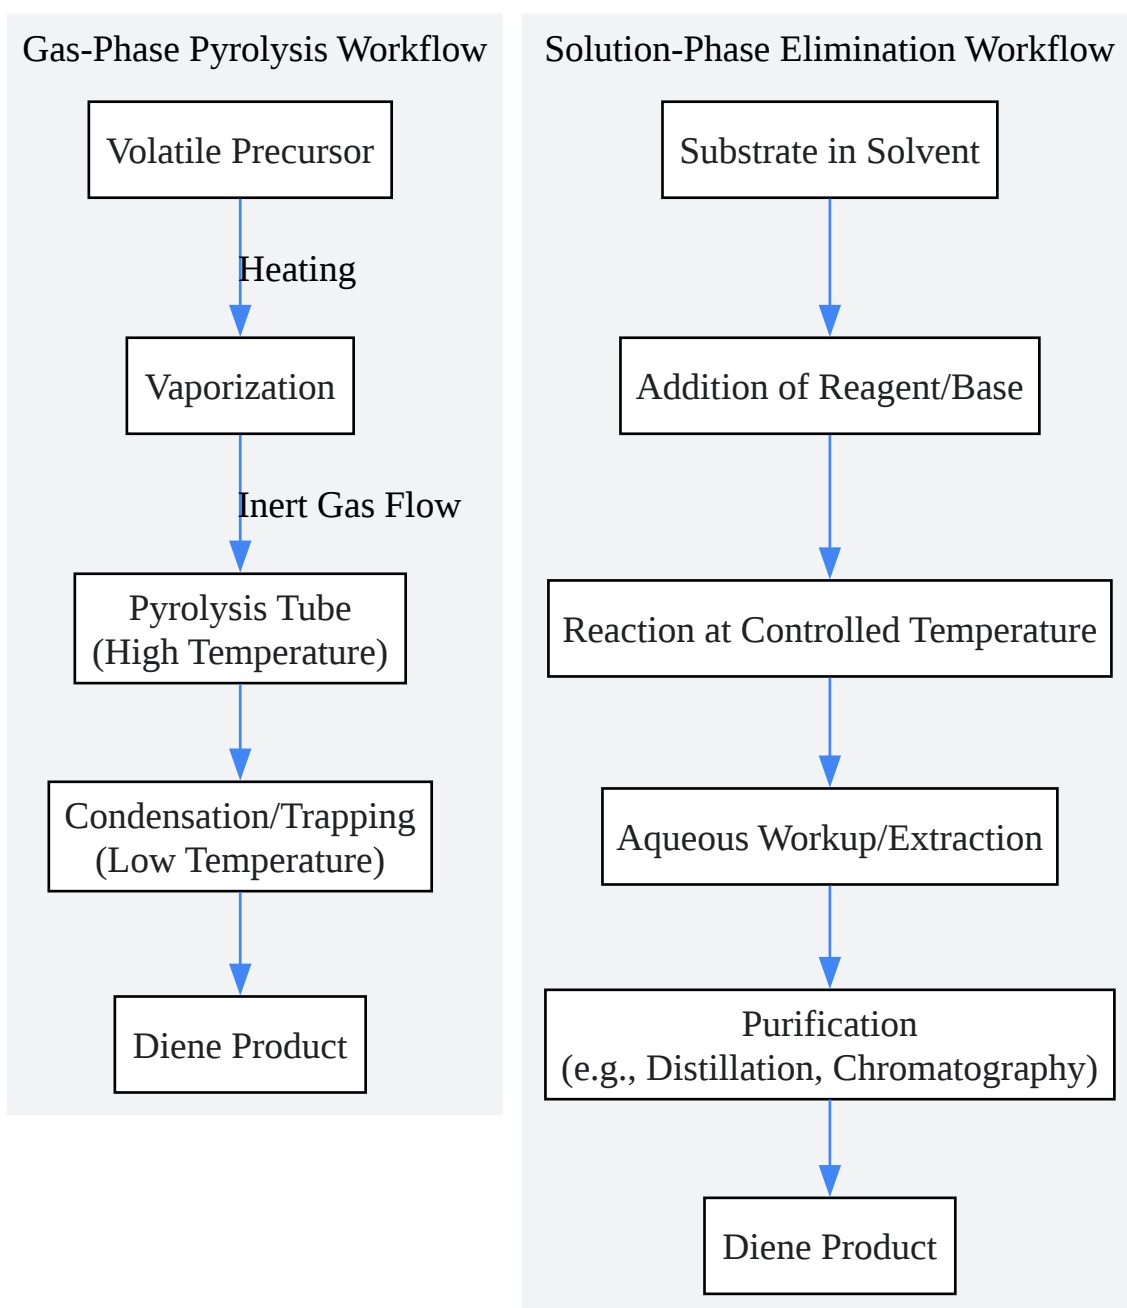 Gas-Phase Pyrolysis Workflow
Volatile Precursor
Heating
Vaporization
Inert Gas Flow
Pyrolysis Tube
(High Temperature)
Condensation/Trapping
(Low Temperature)
Diene Product
Solution-Phase Elimination Workflow
Substrate in Solvent
Addition of Reagent/Base
Reaction at Controlled Temperature
Aqueous Workup/Extraction
Purification
(e.g., Distillation, Chromatography)
Diene Product